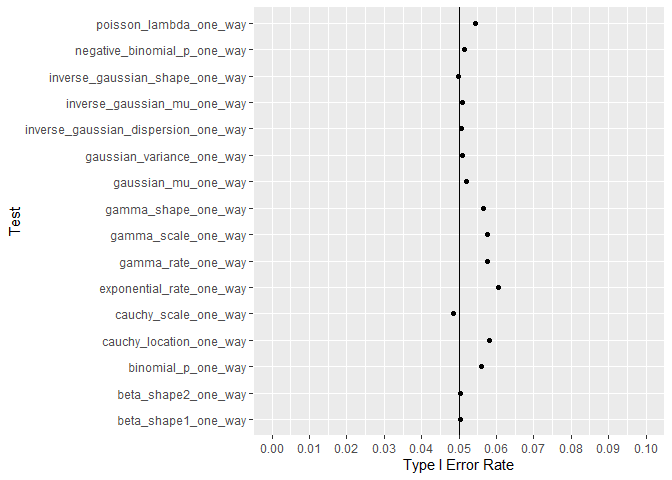 Test
poisson_lambda_one_way
negative_binomial_p_one_way
inverse_gaussian_shape_one_way
inverse_gaussian_mu_one_way
inverse_gaussian_dispersion_one_way
gaussian_variance_one_way
gaussian_mu_one_way
gamma_shape_one_way
gamma_scale_one_way
gamma_rate_one_way
exponential_rate_one_way
cauchy_scale_one_way
cauchy_location_one_way
binomial_p_one_way
beta_shape2_one_way
beta_shape1_one_way
0.00 0.01 0.02 0.03 0.04 0.05 0.06 0.07 0.08 0.09 0.10
Type I Error Rate